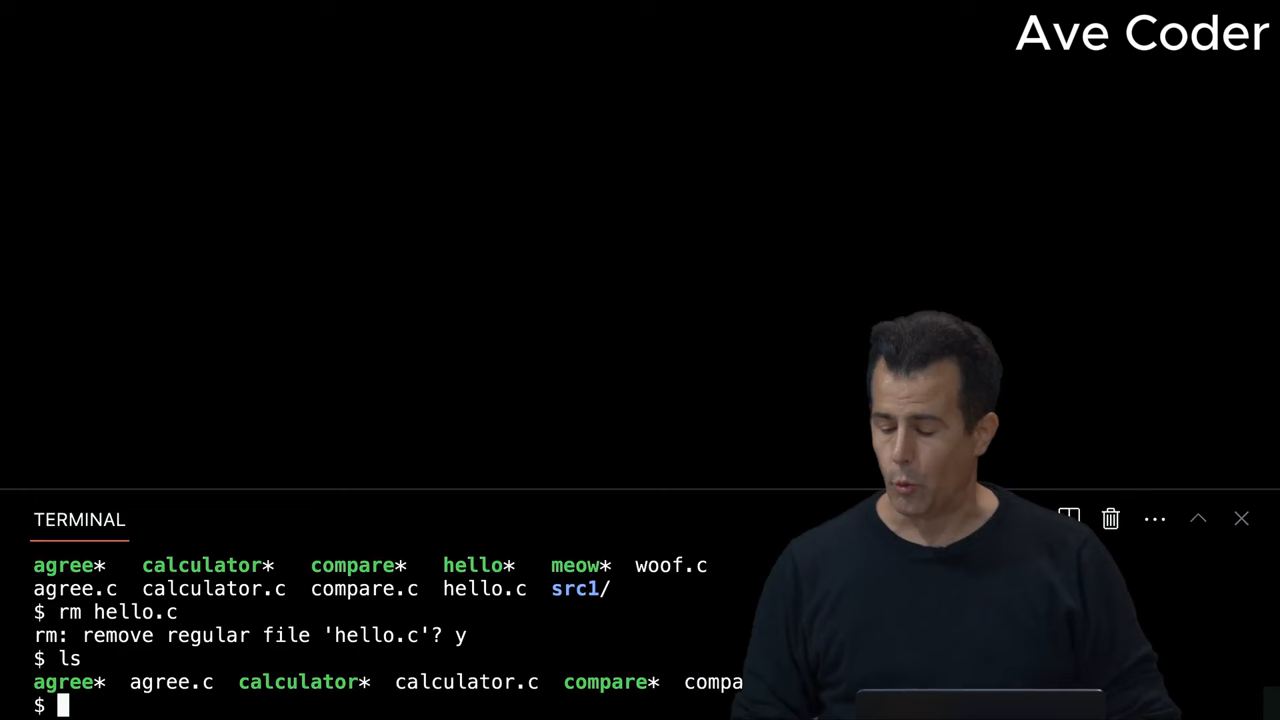 Ave Coder
TERMINAL
agree* calculator* compare* hello* meow* woof.c
agree.c calculator.c compare.c hello.c src1/
$ rm hello.c
rm: remove regular file 'hello.c'? y
$ ls
agree* agree.c calculator* calculator.c compare* compa
$